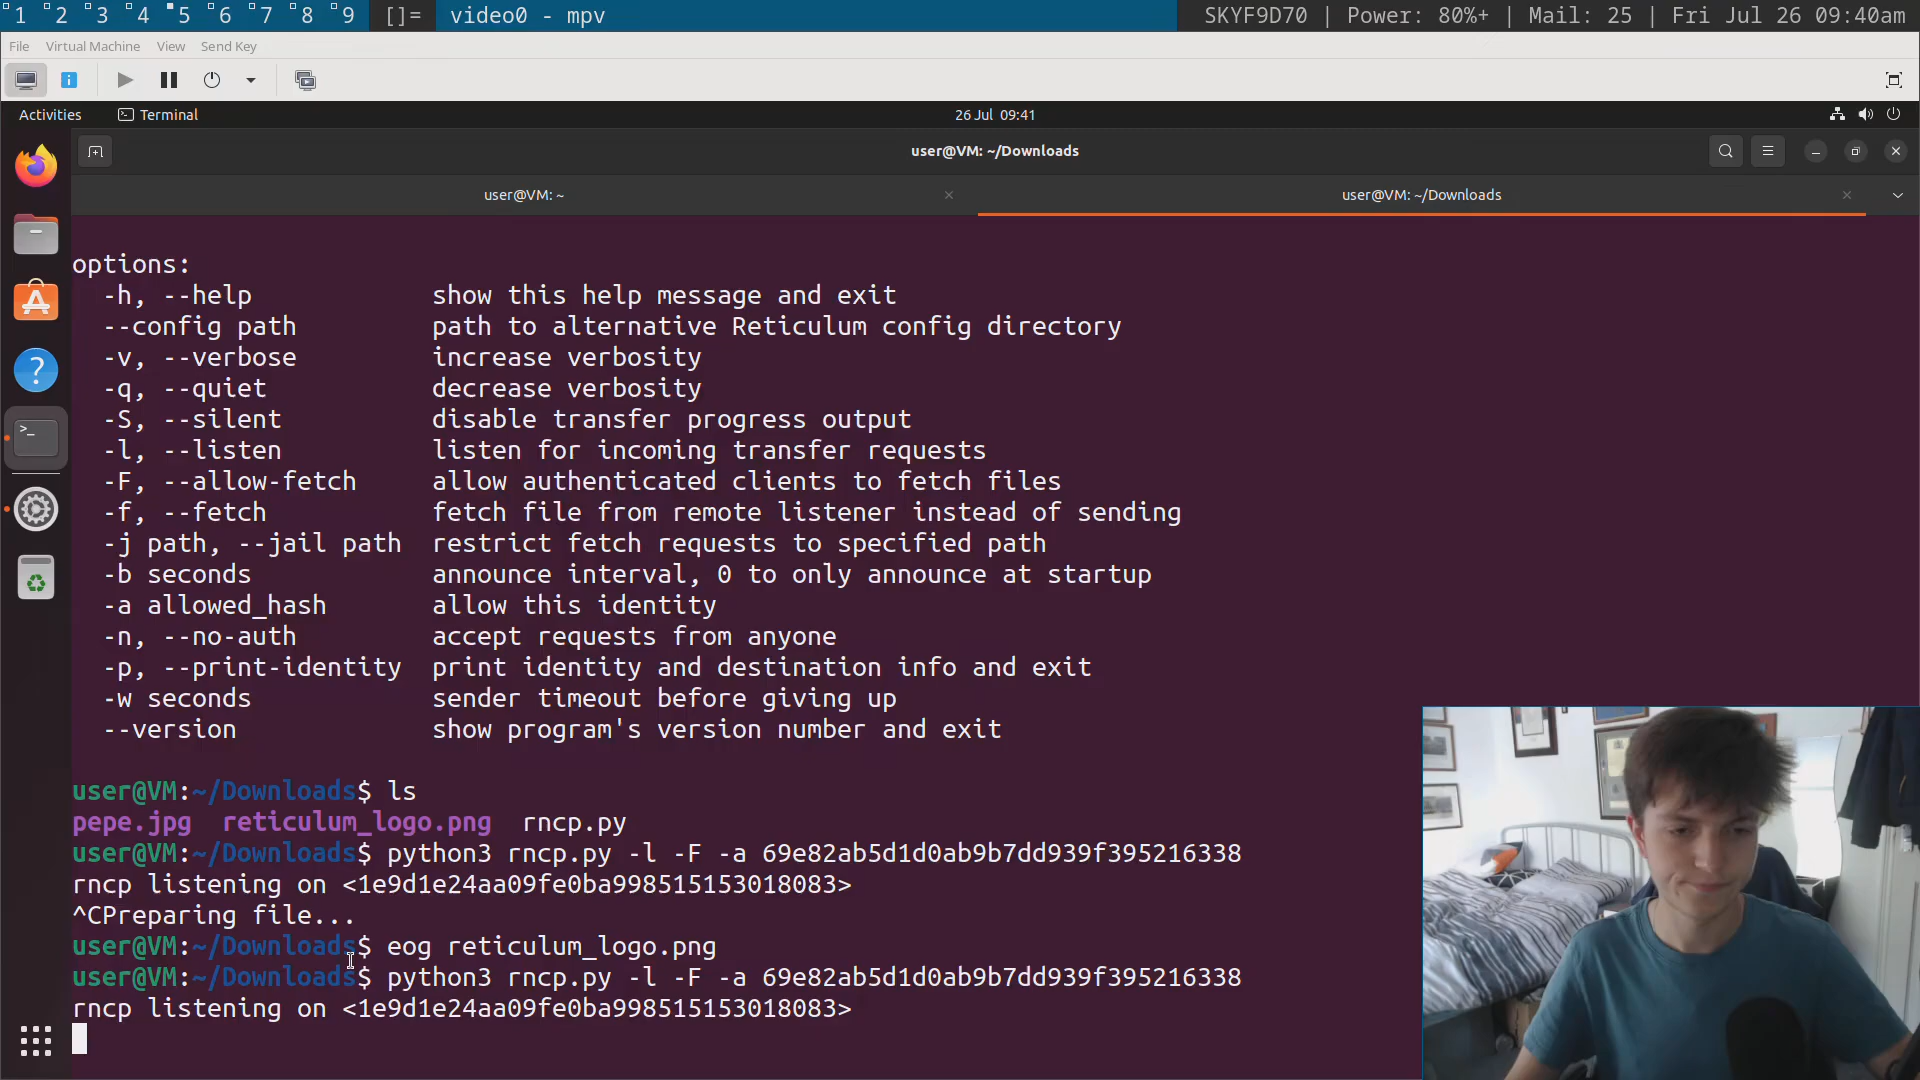 1 2 3 4 5 6 7 8 9 []= video0 - mpv SKYF9D70 | Power: 80%+ | Mail: 25 | Fri Jul 26 09:40am
File Virtual Machine View Send Key
Activities Terminal 26 Jul 09:41
user@VM: ~/Downloads
user@VM: ~ user@VM: ~/Downloads
options:
-h, --help show this help message and exit
--config path path to alternative Reticulum config directory
-v, --verbose increase verbosity
-q, --quiet decrease verbosity
-S, --silent disable transfer progress output
-l, --listen listen for incoming transfer requests
-F, --allow-fetch allow authenticated clients to fetch files
-f, --fetch fetch file from remote listener instead of sending
-j path, --jail path restrict fetch requests to specified path
-b seconds announce interval, 0 to only announce at startup
-a allowed_hash allow this identity
-n, --no-auth accept requests from anyone
-p, --print-identity print identity and destination info and exit
-w seconds sender timeout before giving up
--version show program's version number and exit
user@VM:~/Downloads$ ls
pepe.jpg reticulum_logo.png rncp.py
user@VM:~/Downloads$ python3 rncp.py -l -F -a 69e82ab5d1d0ab9b7dd939f395216338
rncp listening on <1e9d1e24aa09fe0ba998515153018083>
^CPreparing file...
user@VM:~/Downloads$ eog reticulum_logo.png
user@VM:~/Downloads$ python3 rncp.py -l -F -a 69e82ab5d1d0ab9b7dd939f395216338
rncp listening on <1e9d1e24aa09fe0ba998515153018083>